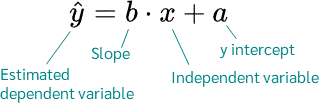 ŷ = b · x + a
Slope
y intercept
Estimated
dependent variable
Independent variable